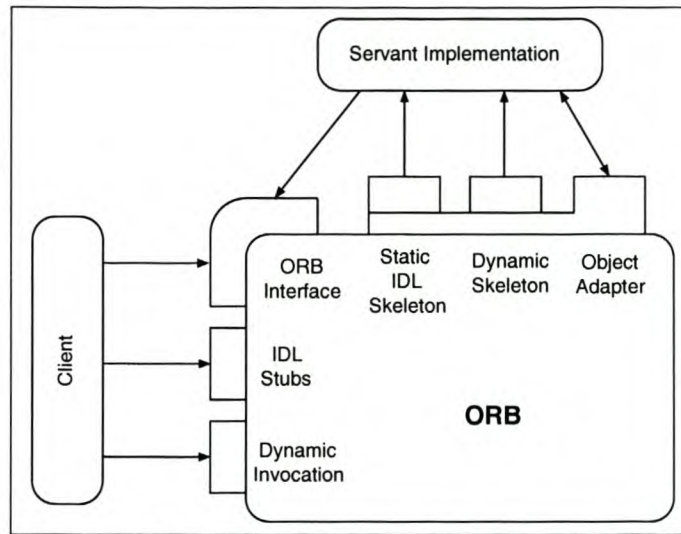 Servant Implementation
ORB
Interface
Static
IDL
Skeleton
Dynamic
Skeleton
Object
Adapter
Client
IDL
Stubs
ORB
Dynamic
Invocation